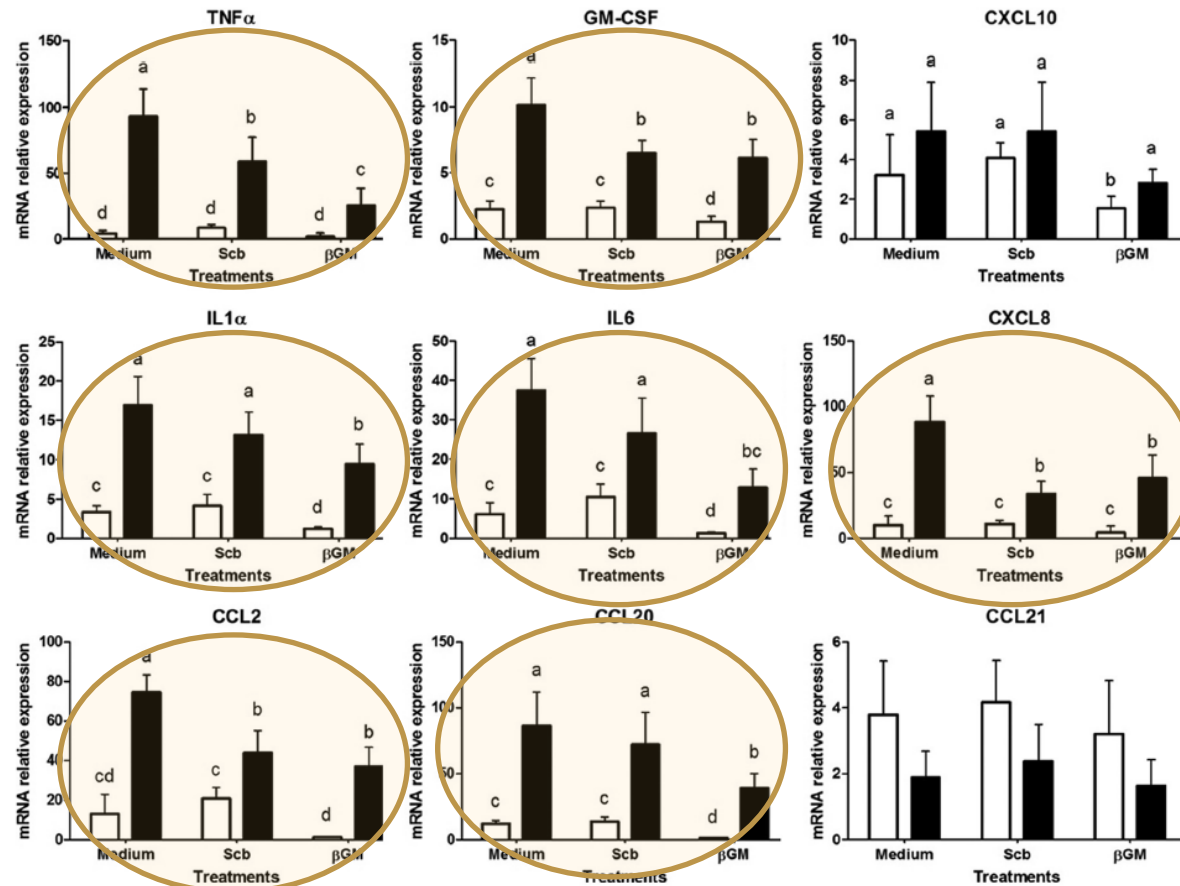 TNFα
mRNA relative expression
150
100
50
0
a
b
c
d
d
d
Medium
Scb
βGM
Treatments
GM-CSF
mRNA relative expression
15
10
5
0
a
b
b
c
c
d
Medium
Scb
βGM
Treatments
CXCL10
mRNA relative expression
10
8
6
4
2
0
a
a
a
a
b
a
Medium
Scb
βGM
Treatments
IL1α
mRNA relative expression
25
20
15
10
5
0
a
a
b
c
c
d
Medium
Scb
βGM
Treatments
IL6
mRNA relative expression
50
40
30
20
10
0
a
a
bc
c
c
d
Medium
Scb
βGM
Treatments
CXCL8
mRNA relative expression
150
100
50
0
a
b
b
c
c
c
Medium
Scb
βGM
Treatments
CCL2
mRNA relative expression
100
80
60
40
20
0
a
b
b
cd
c
d
Medium
Scb
βGM
Treatments
CCL20
mRNA relative expression
150
100
50
0
a
a
b
c
c
d
Medium
Scb
βGM
Treatments
CCL21
mRNA relative expression
6
4
2
0
Medium
Scb
βGM
Treatments